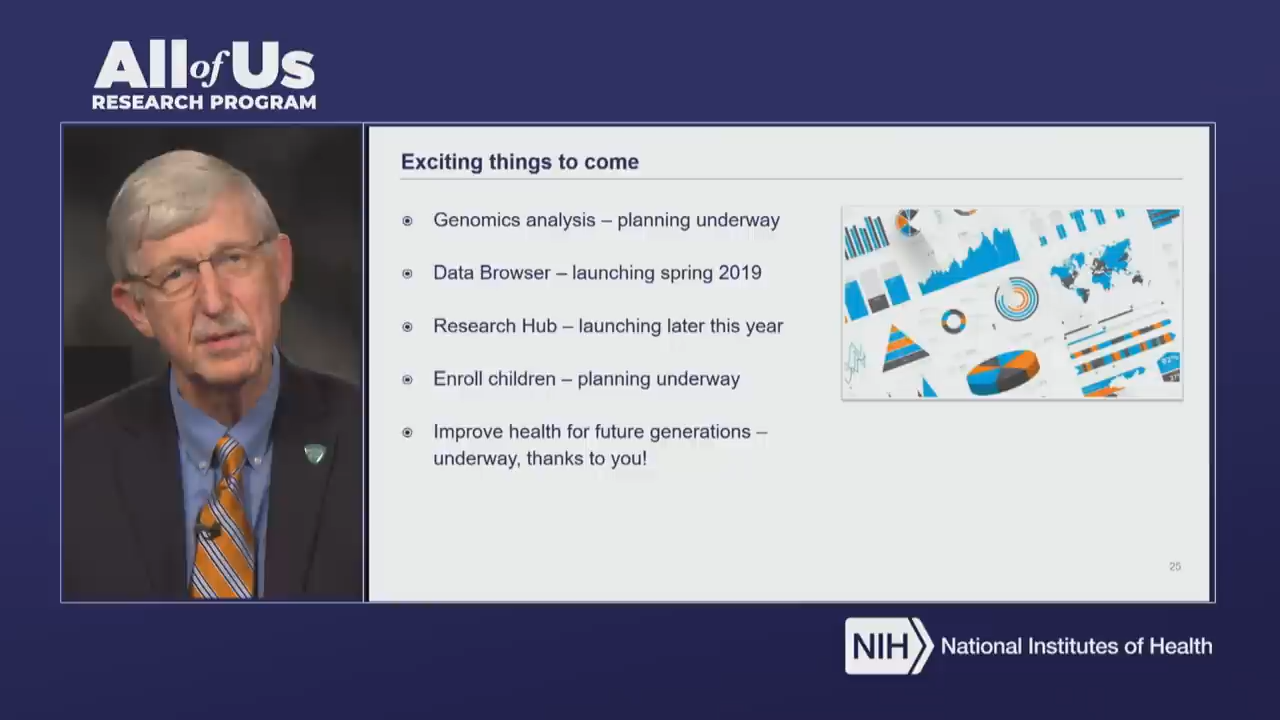 All of Us
RESEARCH PROGRAM
Exciting things to come
Genomics analysis – planning underway
Data Browser – launching spring 2019
Research Hub – launching later this year
Enroll children – planning underway
Improve health for future generations –
underway, thanks to you!
25
NIH National Institutes of Health